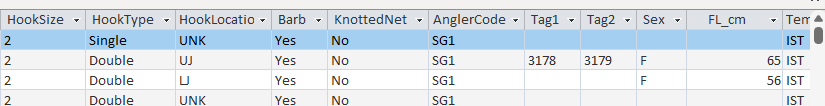 HookSize HookType HookLocatio Barb KnottedNet AnglerCode Tag1 Tag2 Sex FL_cm Tem
2 Single UNK Yes No SG1 IST
2 Double UJ Yes No SG1 3178 3179 F 65 IST
2 Double LJ Yes No SG1 F 56 IST
2 Double UNK Yes No SG1 IST